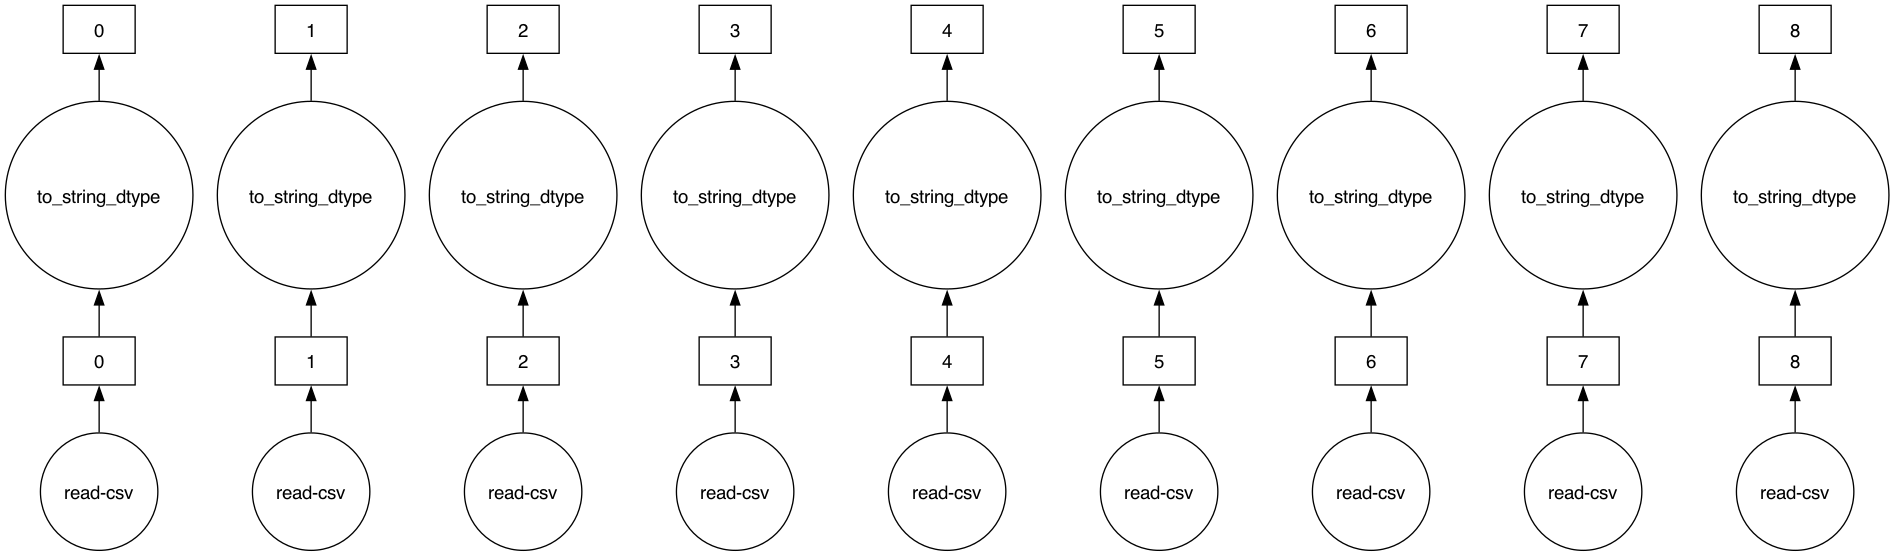 0 1 2 3 4 5 6 7 8
to_string_dtype to_string_dtype to_string_dtype to_string_dtype to_string_dtype to_string_dtype to_string_dtype to_string_dtype to_string_dtype
0 1 2 3 4 5 6 7 8
read-csv read-csv read-csv read-csv read-csv read-csv read-csv read-csv read-csv